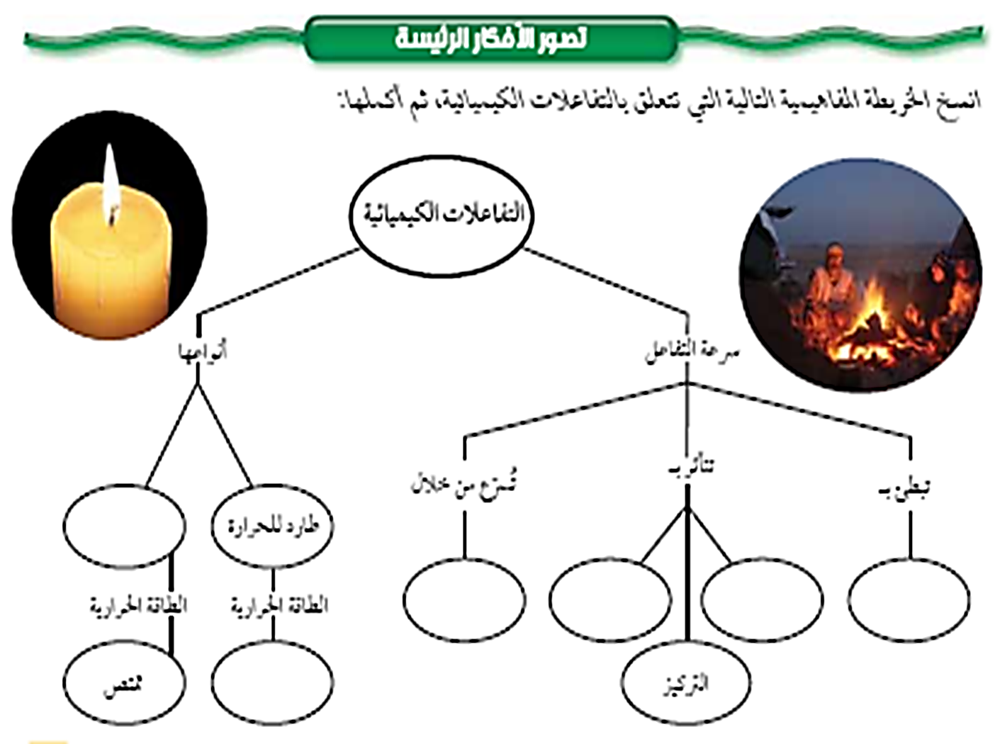 تصور الأفكار الرئيسة
انسخ الخريطة المفاهيمية التالية التي تتعلق بالتفاعلات الكيميائية، ثم أكملها:
التفاعلات الكيميائية
سرعة التفاعل
أنواعها
تبطئ بـ
تتأثر بـ
تُسرّع من خلال
طارد للحرارة
الطاقة الحرارية
الطاقة الحرارية
التركيز
تمتص